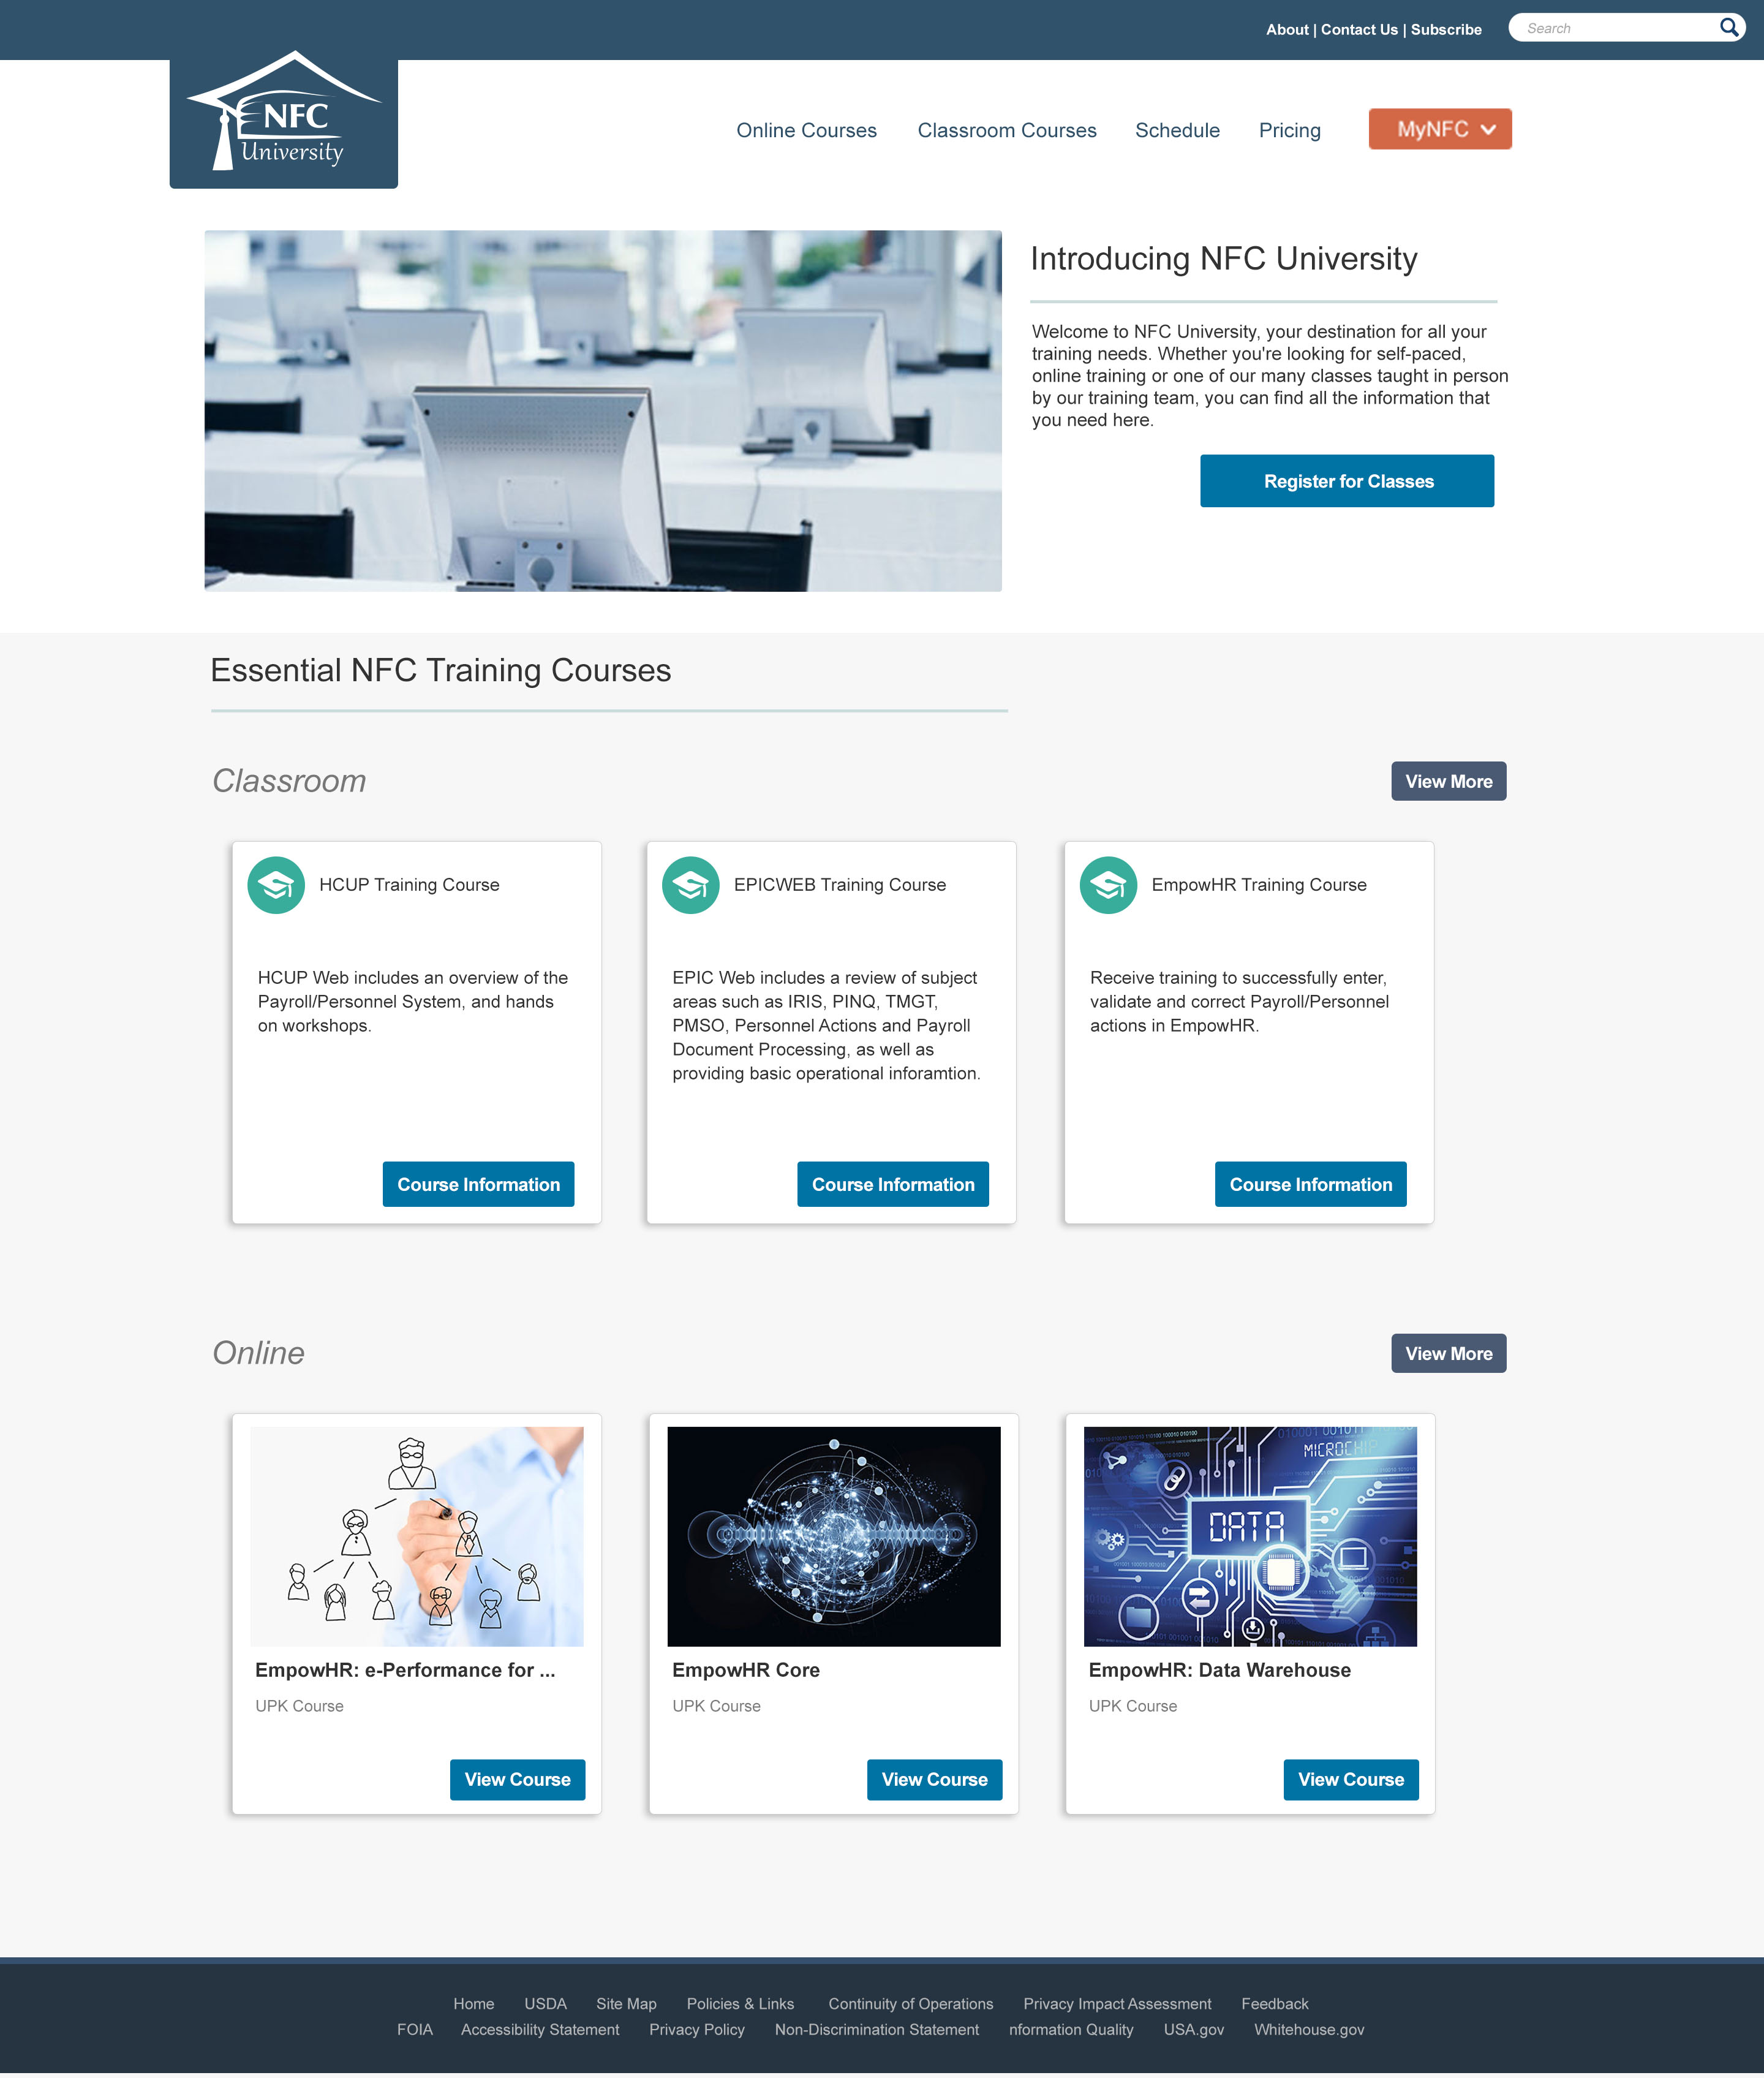 About | Contact Us | Subscribe
Search
NFC
University
Online Courses
Classroom Courses
Schedule
Pricing
MyNFC
Introducing NFC University
Welcome to NFC University, your destination for all your
training needs. Whether you're looking for self-paced,
online training or one of our many classes taught in person
by our training team, you can find all the information that
you need here.
Register for Classes
Essential NFC Training Courses
Classroom
View More
HCUP Training Course
HCUP Web includes an overview of the
Payroll/Personnel System, and hands
on workshops.
Course Information
EPICWEB Training Course
EPIC Web includes a review of subject
areas such as IRIS, PINQ, TMGT,
PMSO, Personnel Actions and Payroll
Document Processing, as well as
providing basic operational inforamtion.
Course Information
EmpowHR Training Course
Receive training to successfully enter,
validate and correct Payroll/Personnel
actions in EmpowHR.
Course Information
Online
View More
EmpowHR: e-Performance for ...
UPK Course
View Course
EmpowHR Core
UPK Course
View Course
MICROCHIP
DATA
EmpowHR: Data Warehouse
UPK Course
View Course
Home USDA Site Map Policies & Links Continuity of Operations Privacy Impact Assessment Feedback
FOIA Accessibility Statement Privacy Policy Non-Discrimination Statement nformation Quality USA.gov Whitehouse.gov